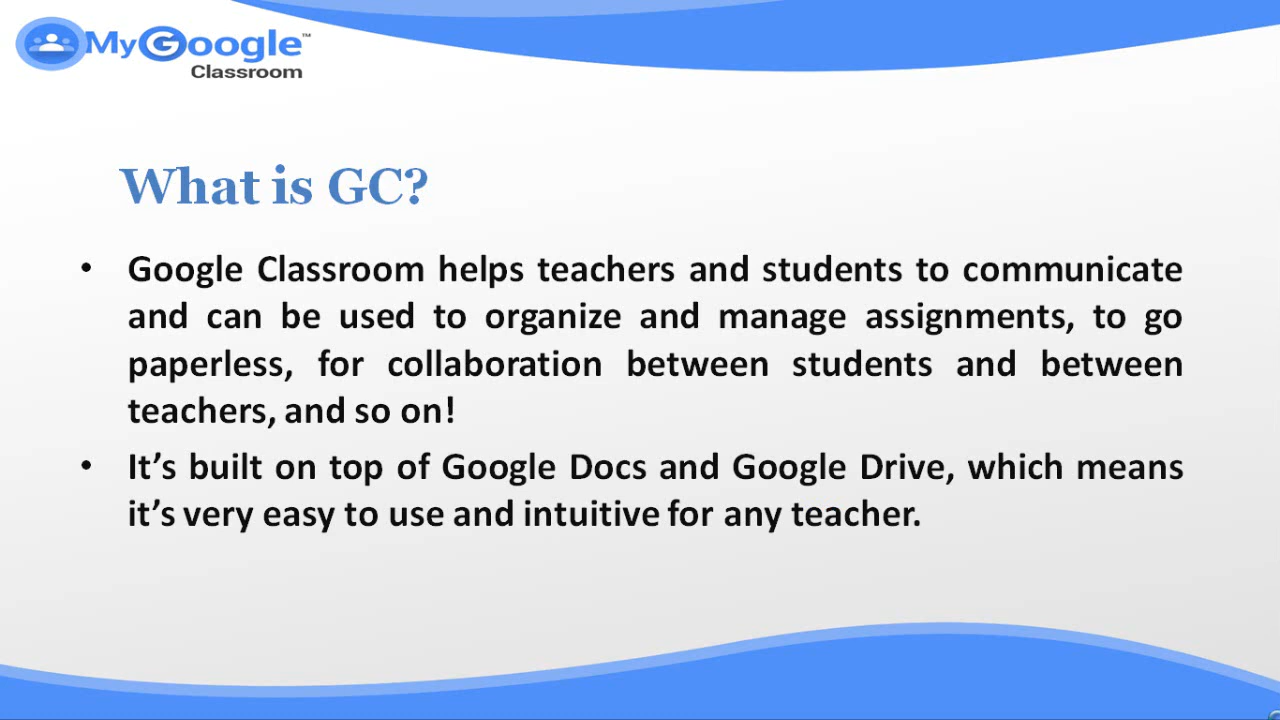 MyGoogle™
Classroom
What is GC?
• Google Classroom helps teachers and students to communicate
and can be used to organize and manage assignments, to go
paperless, for collaboration between students and between
teachers, and so on!
• It’s built on top of Google Docs and Google Drive, which means
it’s very easy to use and intuitive for any teacher.